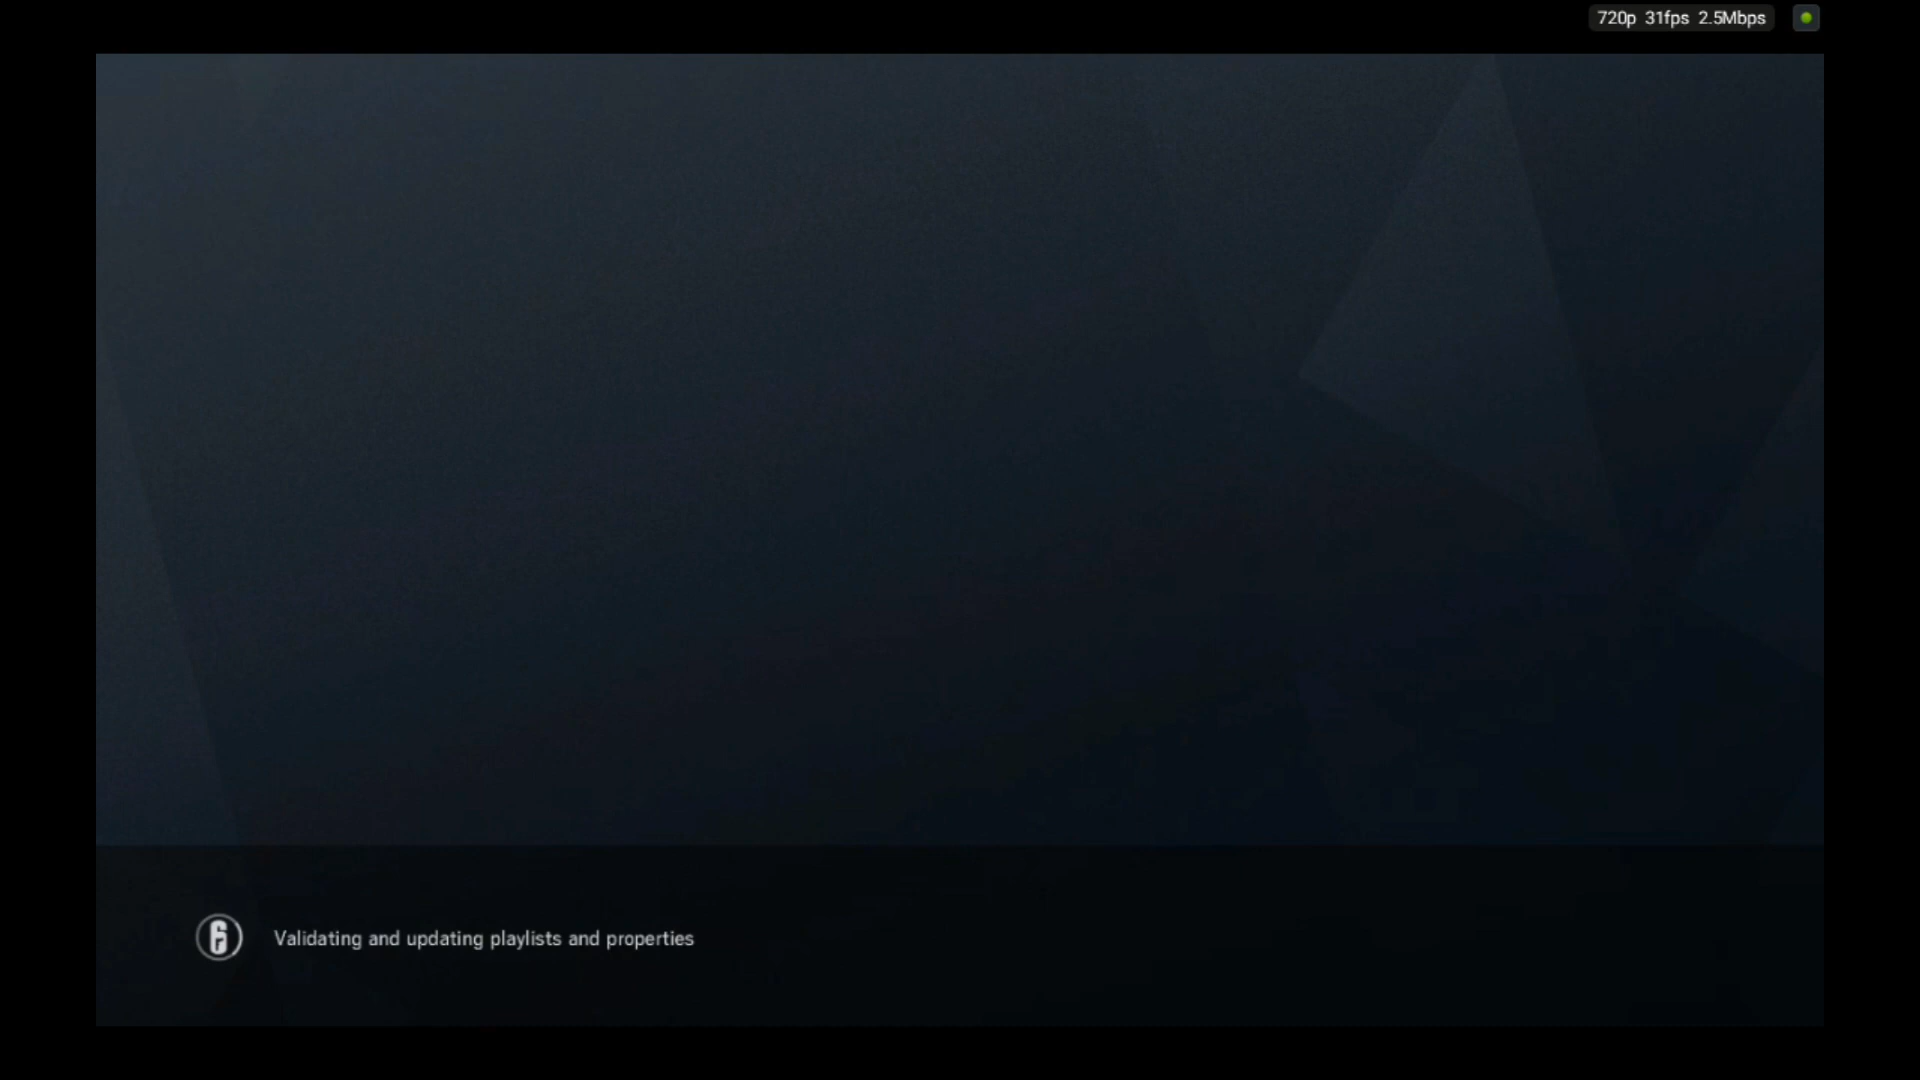 720p 31fps 2.5Mbps
Validating and updating playlists and properties